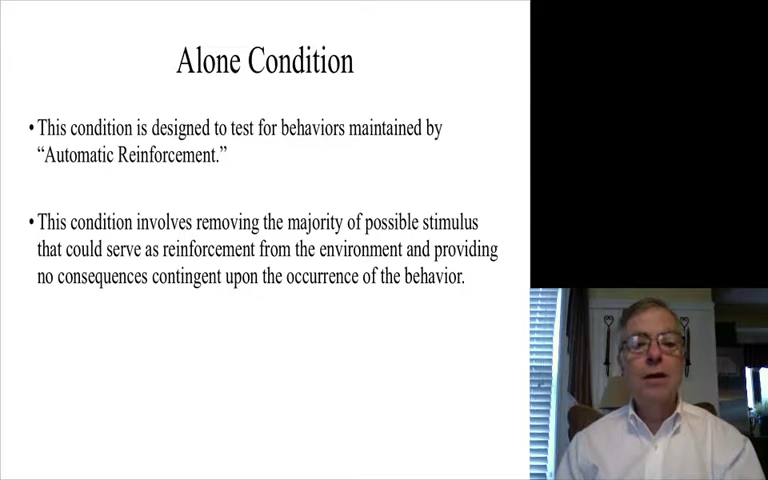 Alone Condition
• This condition is designed to test for behaviors maintained by
“Automatic Reinforcement.”
• This condition involves removing the majority of possible stimulus
that could serve as reinforcement from the environment and providing
no consequences contingent upon the occurrence of the behavior.